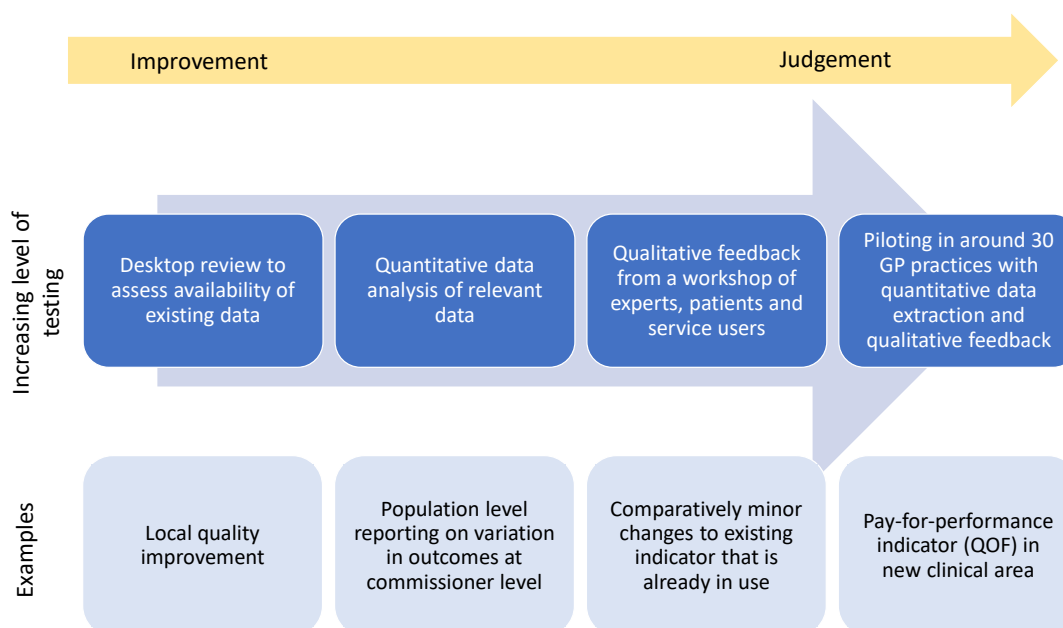 Improvement
Judgement
Increasing level of
testing
Desktop review to
assess availability of
existing data
Quantitative data
analysis of relevant
data
Qualitative feedback
from a workshop of
experts, patients and
service users
Piloting in around 30
GP practices with
quantitative data
extraction and
qualitative feedback
Examples
Local quality
improvement
Population level
reporting on variation
in outcomes at
commissioner level
Comparatively minor
changes to existing
indicator that is
already in use
Pay-for-performance
indicator (QOF) in
new clinical area